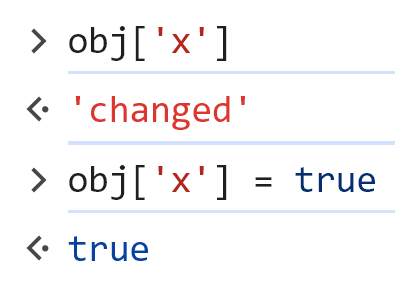 > obj['x']
'changed'
> obj['x'] = true
true